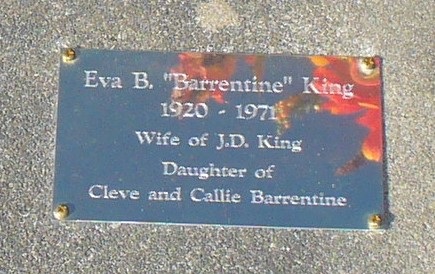 Eva B. "Barrentine" King
1920 - 1971
Wife of J.D. King
Daughter of
Cleve and Callie Barrentine